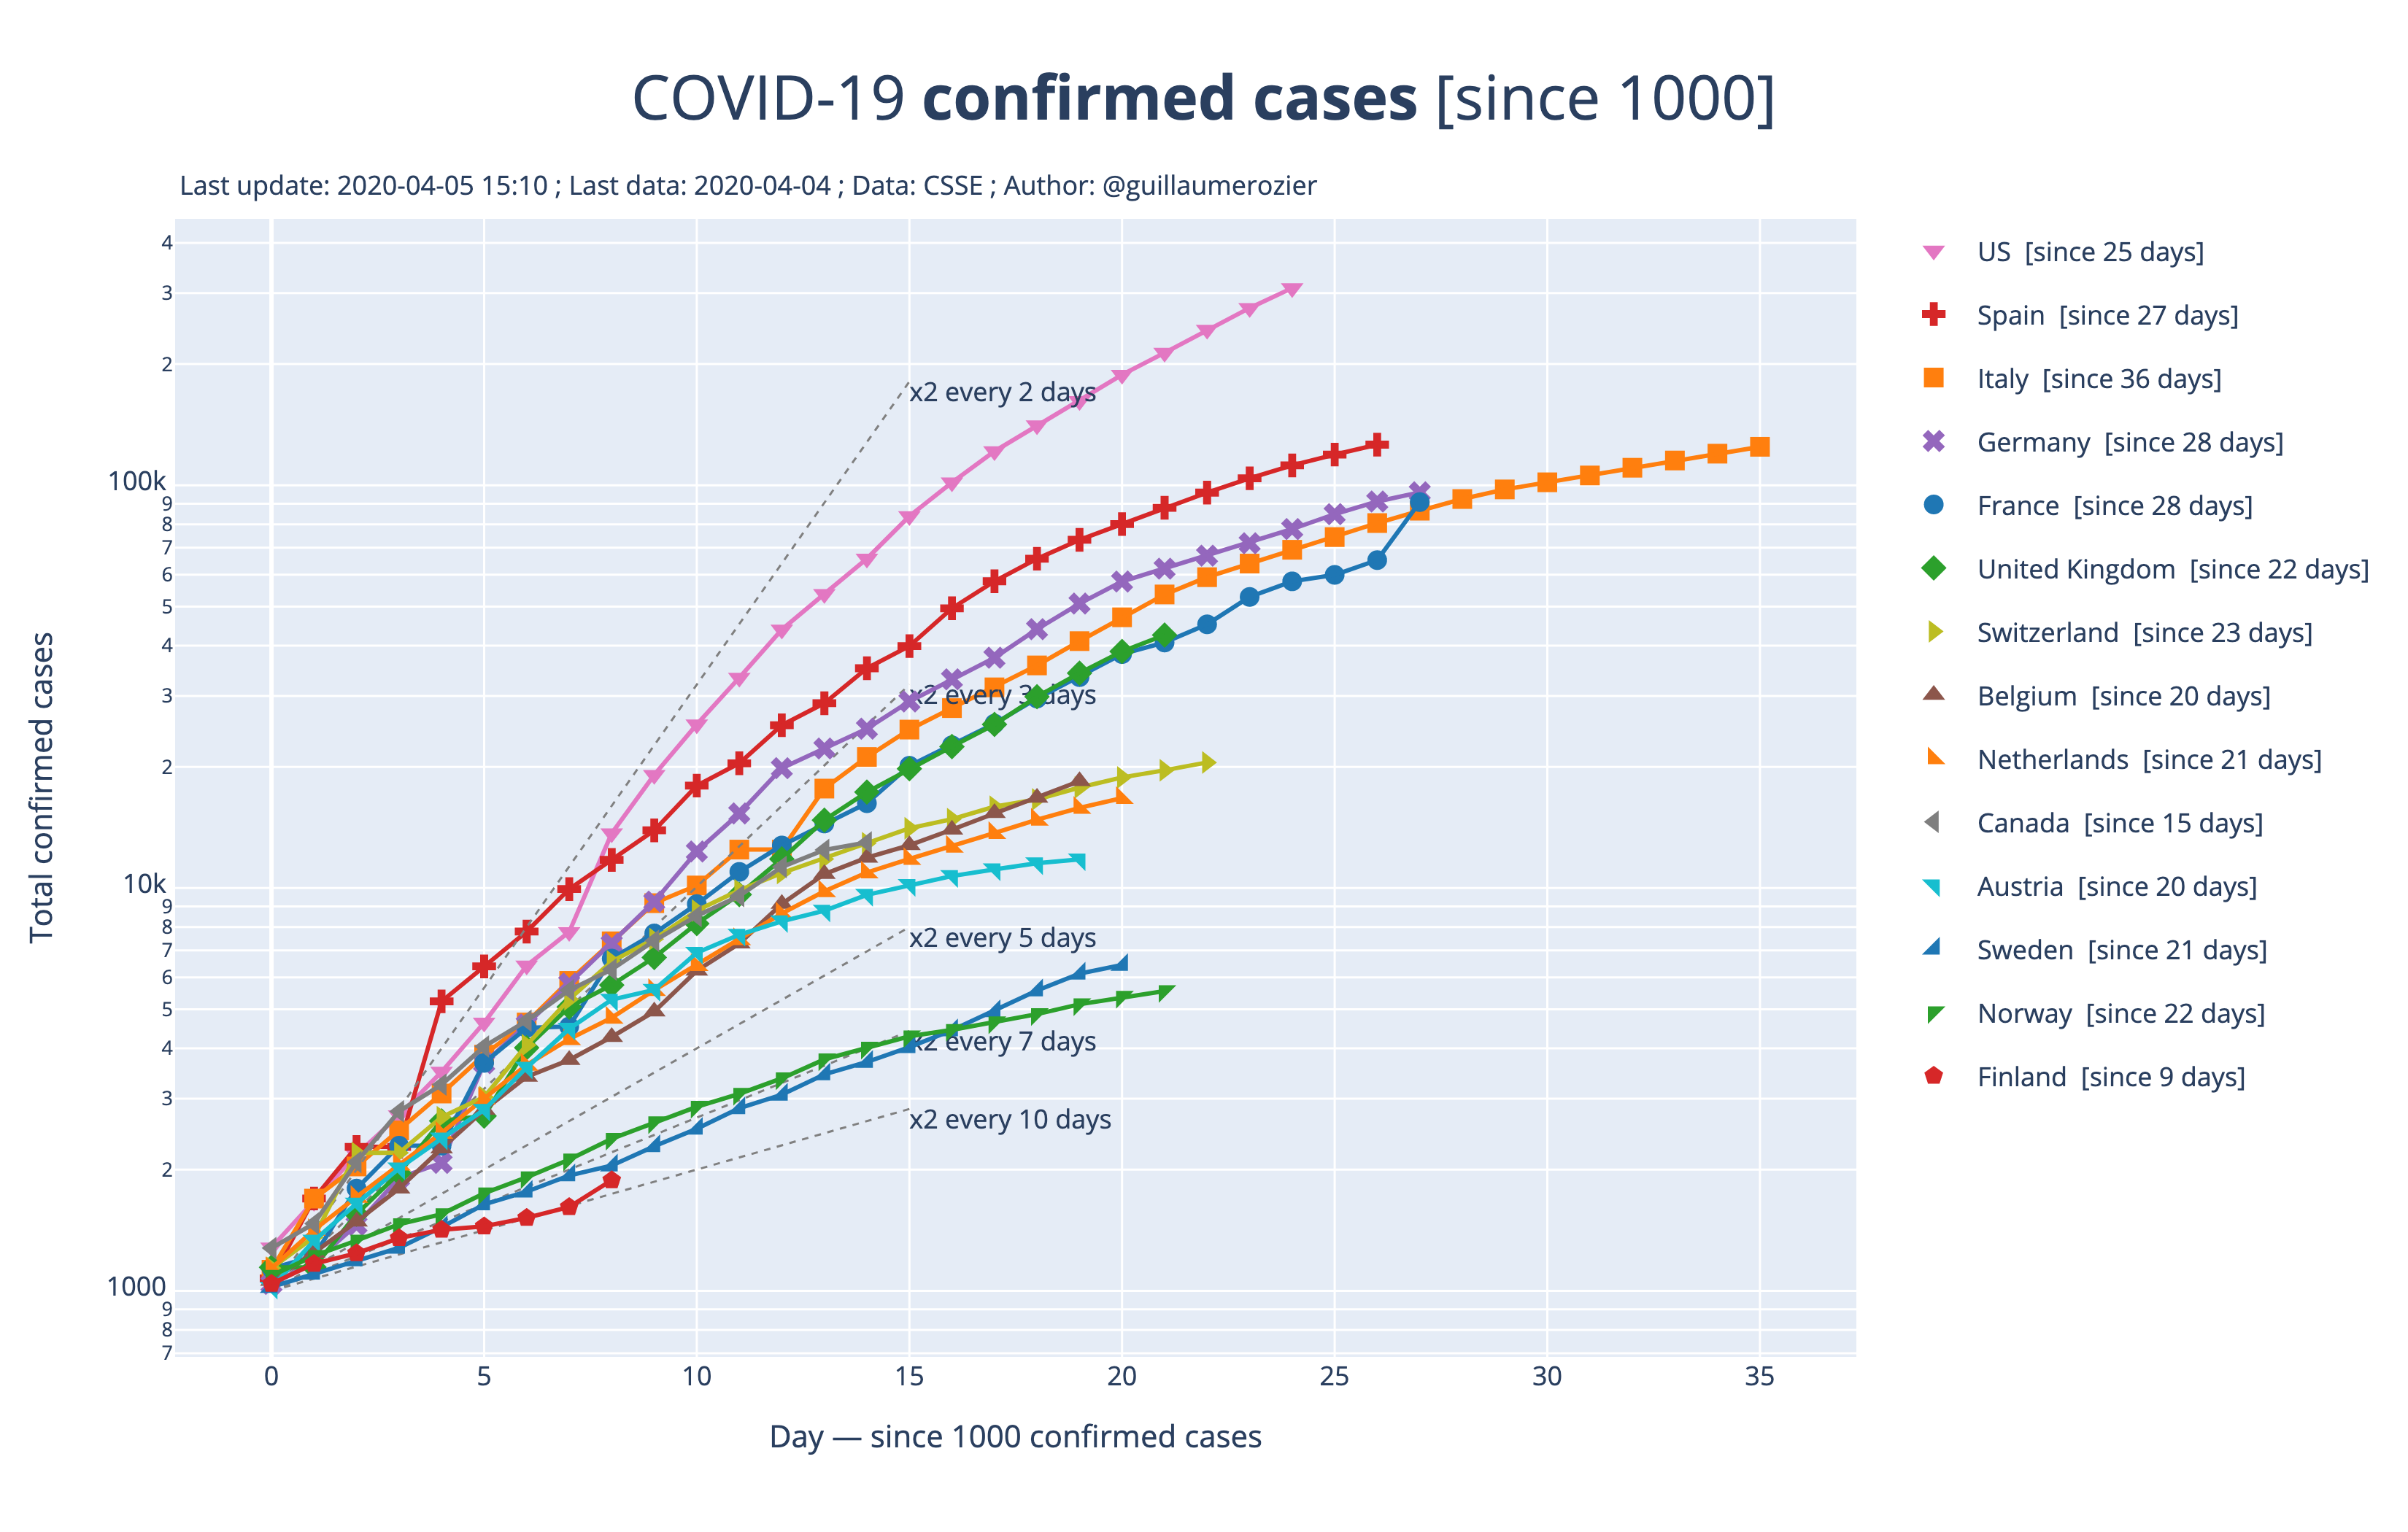 COVID-19 confirmed cases [since 1000]
Last update: 2020-04-05 15:10 ; Last data: 2020-04-04 ; Data: CSSE ; Author: @guillaumerozier
Total confirmed cases
4
3
2
100k
9
8
7
6
5
4
3
2
10k
9
8
7
6
5
4
3
2
1000
9
8
7
x2 every 2 days
x2 every 3 days
x2 every 5 days
x2 every 7 days
x2 every 10 days
0 5 10 15 20 25 30 35
Day — since 1000 confirmed cases
US [since 25 days]
Spain [since 27 days]
Italy [since 36 days]
Germany [since 28 days]
France [since 28 days]
United Kingdom [since 22 days]
Switzerland [since 23 days]
Belgium [since 20 days]
Netherlands [since 21 days]
Canada [since 15 days]
Austria [since 20 days]
Sweden [since 21 days]
Norway [since 22 days]
Finland [since 9 days]